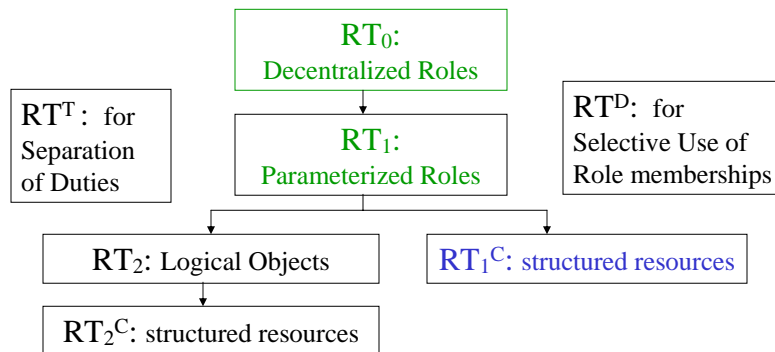 RT₀:
Decentralized Roles
RTᵀ: for
Separation
of Duties
RTᴰ: for
Selective Use of
Role memberships
RT₁:
Parameterized Roles
RT₂: Logical Objects
RT₁ᶜ: structured resources
RT₂ᶜ: structured resources